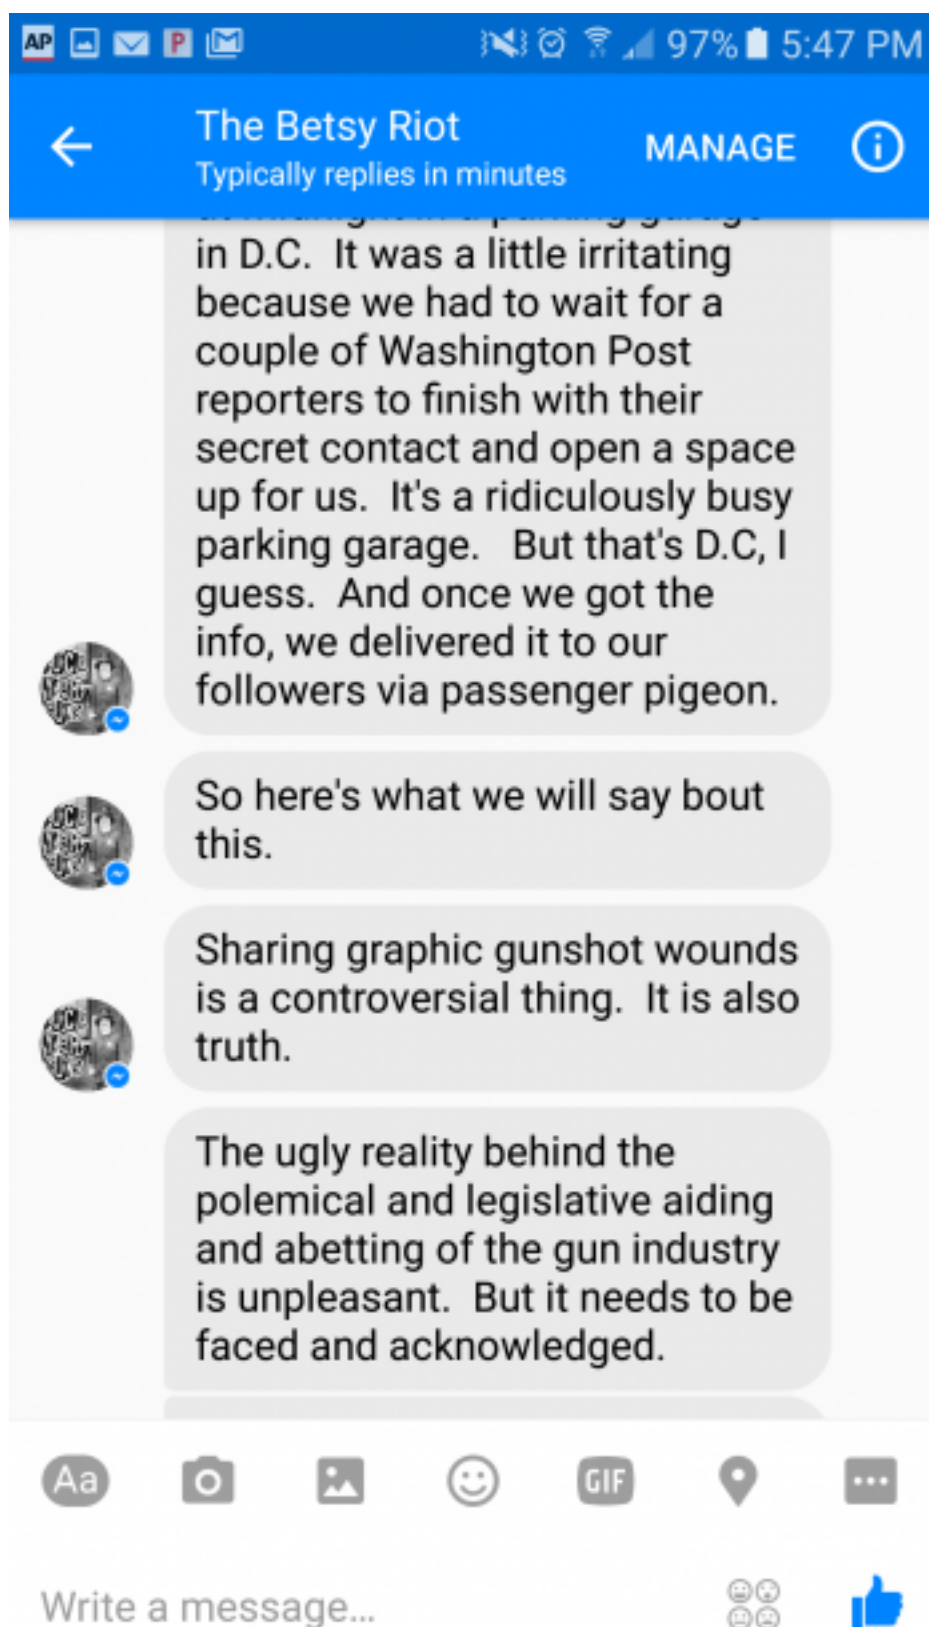 AP P 97% 5:47 PM
The Betsy Riot
Typically replies in minutes
MANAGE
in D.C.  It was a little irritating
because we had to wait for a
couple of Washington Post
reporters to finish with their
secret contact and open a space
up for us.  It's a ridiculously busy
parking garage.   But that's D.C, I
guess.  And once we got the
info, we delivered it to our
followers via passenger pigeon.
So here's what we will say bout
this.
Sharing graphic gunshot wounds
is a controversial thing.  It is also
truth.
The ugly reality behind the
polemical and legislative aiding
and abetting of the gun industry
is unpleasant.  But it needs to be
faced and acknowledged.
Aa GIF
Write a message...